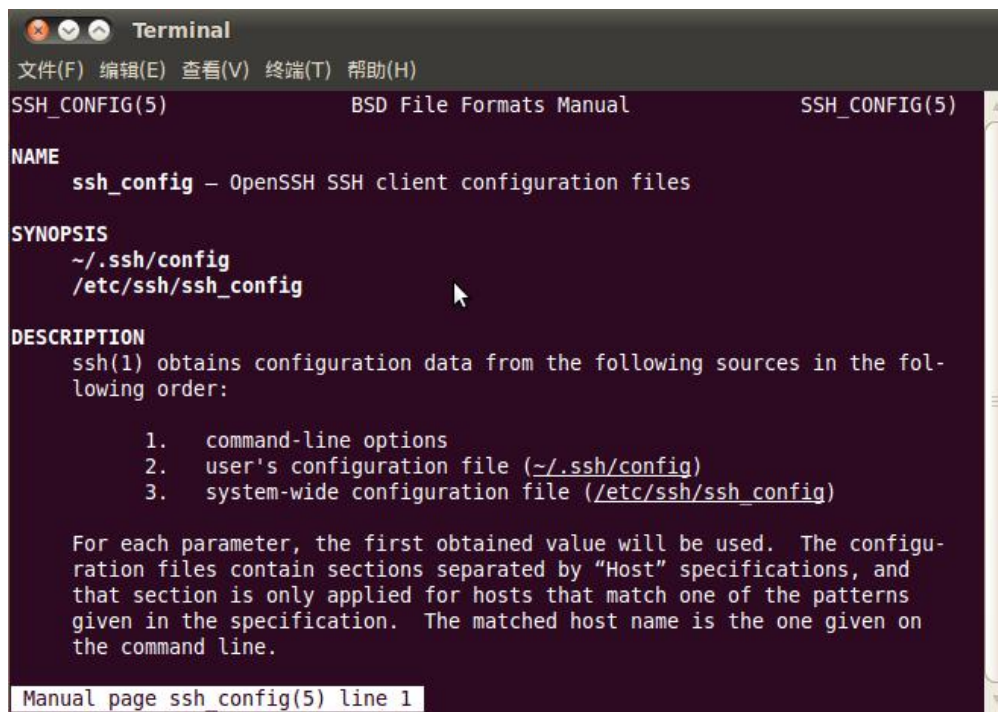 Terminal
文件(F) 编辑(E) 查看(V) 终端(T) 帮助(H)
SSH_CONFIG(5) BSD File Formats Manual SSH_CONFIG(5)
NAME
ssh_config — OpenSSH SSH client configuration files
SYNOPSIS
~/.ssh/config
/etc/ssh/ssh_config
DESCRIPTION
ssh(1) obtains configuration data from the following sources in the fol-
lowing order:
1. command-line options
2. user's configuration file (~/.ssh/config)
3. system-wide configuration file (/etc/ssh/ssh_config)
For each parameter, the first obtained value will be used. The configu-
ration files contain sections separated by “Host” specifications, and
that section is only applied for hosts that match one of the patterns
given in the specification. The matched host name is the one given on
the command line.
Manual page ssh_config(5) line 1